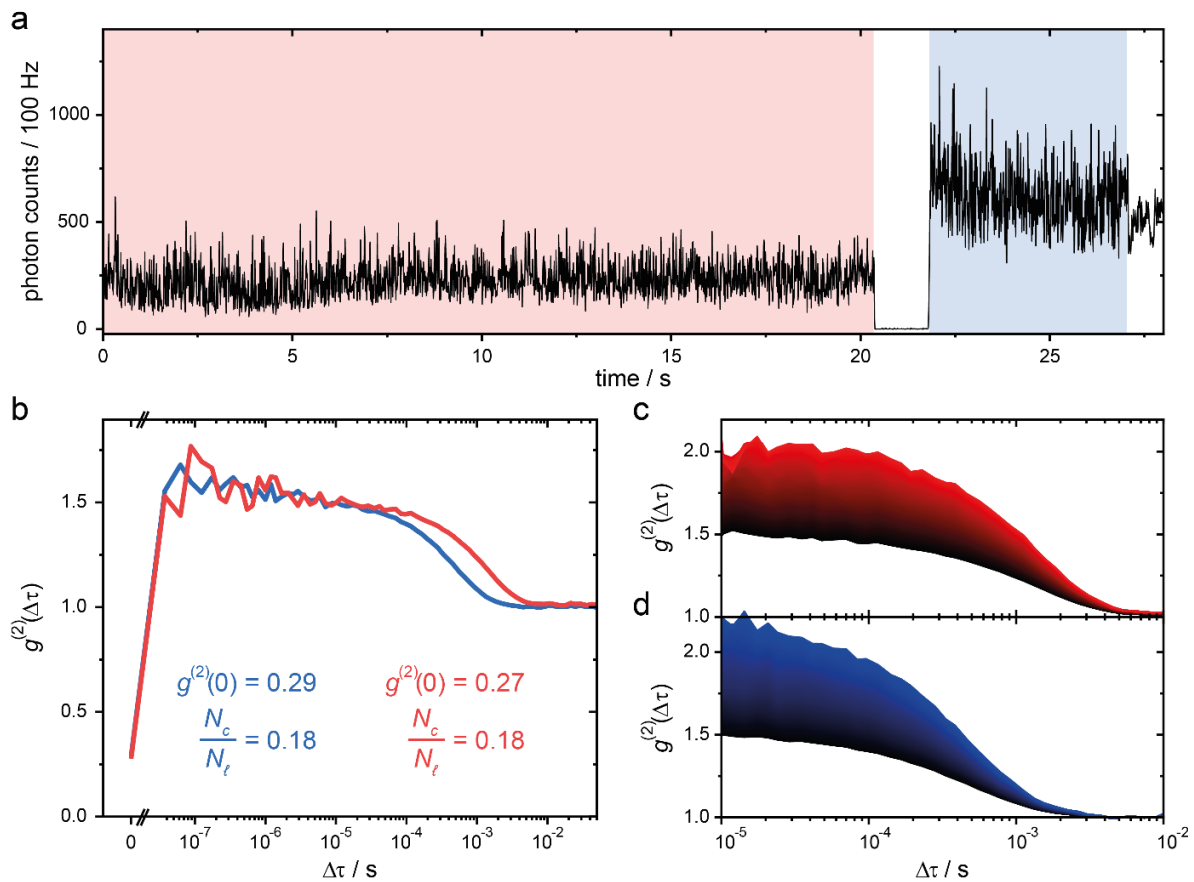 a
photon counts / 100 Hz
1000
500
250
0
0 5 10 15 20 25
time / s
b
g(2)(Δτ)
1.5
1.0
0.5
0.0
g(2)(0) = 0.29
Nc/Nℓ = 0.18
g(2)(0) = 0.27
Nc/Nℓ = 0.18
0 10-7 10-6 10-5 10-4 10-3 10-2
Δτ / s
c
g(2)(Δτ)
2.0
1.5
1.0
d
g(2)(Δτ)
2.0
1.5
1.0
10-5 10-4 10-3 10-2
Δτ / s